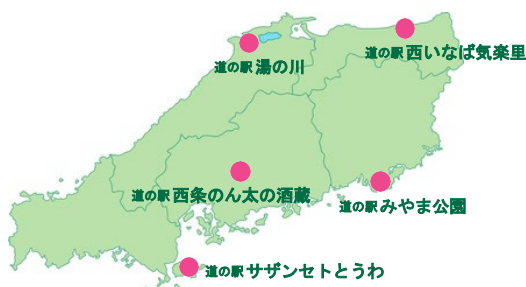 道の駅 西いなば気楽里
道の駅 湯の川
道の駅 西条のん太の酒蔵
道の駅 みやま公園
道の駅 サザンセトとうわ